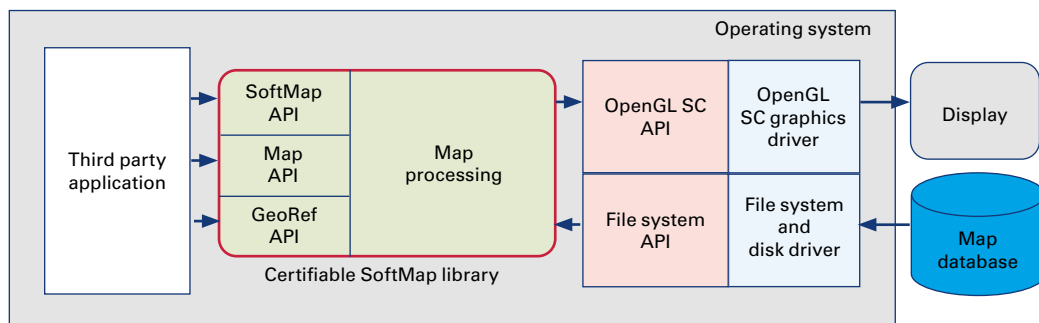 Operating system
Third party
application
SoftMap
API
Map
API
GeoRef
API
Map
processing
Certifiable SoftMap library
OpenGL SC
API
OpenGL
SC graphics
driver
File system
API
File system
and
disk driver
Display
Map
database